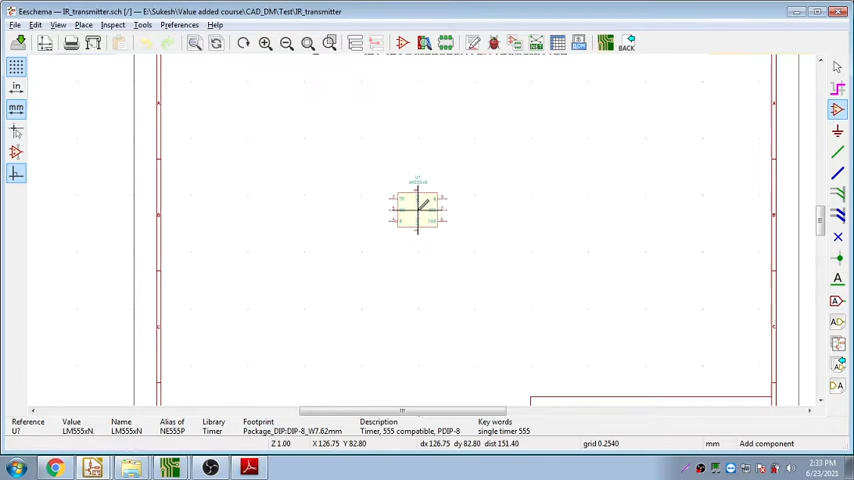 Eeschema — IR_transmitter.sch [/] — E:\Sukesh\Value added course\CAD_DM\Test\IR_transmitter
File Edit View Place Inspect Tools Preferences Help
NET
BOM
BACK
in
mm
A
A
B
B
C
C
U?
LM555xN
A
A
Reference Value Name Alias of Library Footprint Description Key words
U? LM555xN LM555xN NE555P Timer Package_DIP:DIP-8_W7.62mm Timer, 555 compatible, PDIP-8 single timer 555
Z 1.00 X 126.75 Y 82.80 dx 126.75 dy 82.80 dist 151.40 grid 0.2540 mm Add component
2:33 PM
6/23/2021